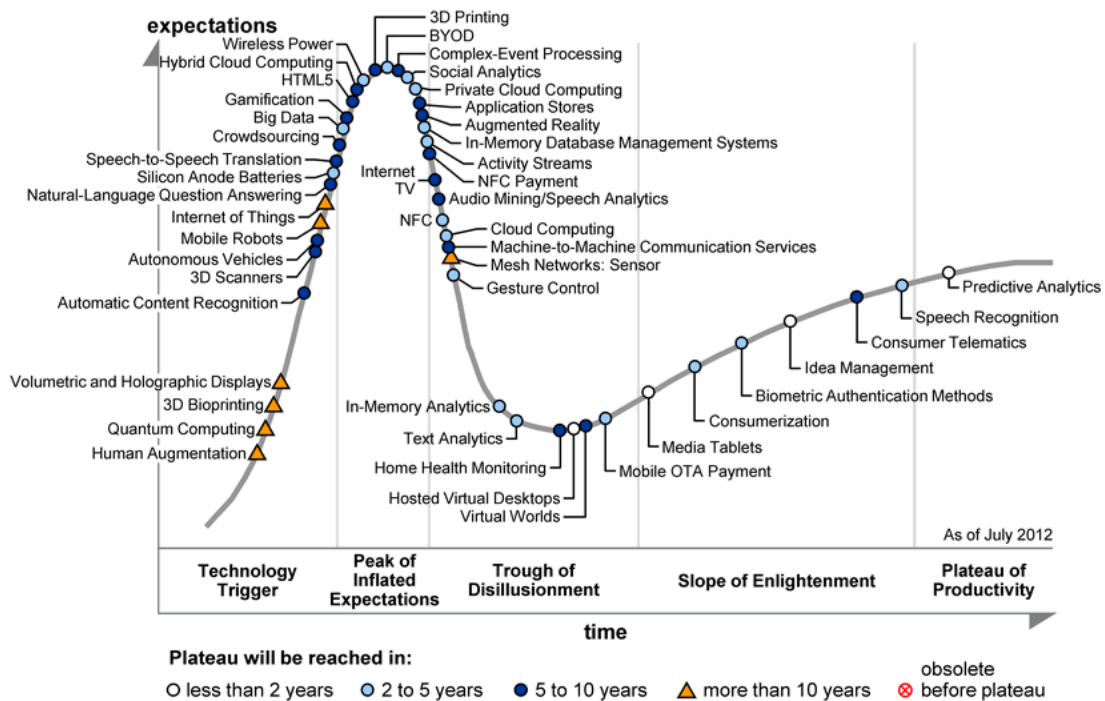 expectations
3D Printing
BYOD
Wireless Power
Complex-Event Processing
Hybrid Cloud Computing
Social Analytics
HTML5
Private Cloud Computing
Gamification
Application Stores
Big Data
Augmented Reality
Crowdsourcing
In-Memory Database Management Systems
Speech-to-Speech Translation
Activity Streams
Silicon Anode Batteries
Internet
TV
NFC Payment
Natural-Language Question Answering
Audio Mining/Speech Analytics
Internet of Things
NFC
Cloud Computing
Mobile Robots
Machine-to-Machine Communication Services
Autonomous Vehicles
Mesh Networks: Sensor
3D Scanners
Gesture Control
Automatic Content Recognition
Predictive Analytics
Speech Recognition
Consumer Telematics
Idea Management
Volumetric and Holographic Displays
Biometric Authentication Methods
3D Bioprinting
In-Memory Analytics
Consumerization
Quantum Computing
Text Analytics
Media Tablets
Human Augmentation
Home Health Monitoring
Mobile OTA Payment
Hosted Virtual Desktops
Virtual Worlds
As of July 2012
Technology
Trigger
Peak of
Inflated
Expectations
Trough of
Disillusionment
Slope of Enlightenment
Plateau of
Productivity
time
Plateau will be reached in:
less than 2 years
2 to 5 years
5 to 10 years
more than 10 years
obsolete
before plateau